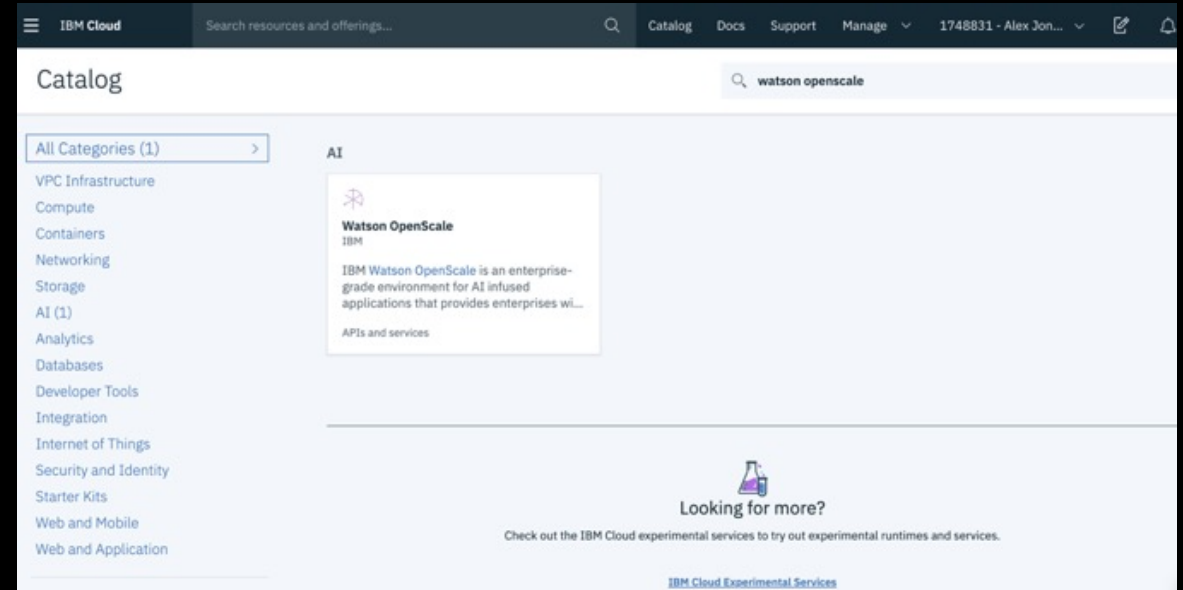 IBM Cloud
Search resources and offerings...
Catalog
Docs
Support
Manage
1748831 - Alex Jon...
Catalog
watson openscale
All Categories (1)
VPC Infrastructure
Compute
Containers
Networking
Storage
AI (1)
Analytics
Databases
Developer Tools
Integration
Internet of Things
Security and Identity
Starter Kits
Web and Mobile
Web and Application
AI
Watson OpenScale
IBM
IBM Watson OpenScale is an enterprise-
grade environment for AI infused
applications that provides enterprises wi...
APIs and services
Looking for more?
Check out the IBM Cloud experimental services to try out experimental runtimes and services.
IBM Cloud Experimental Services